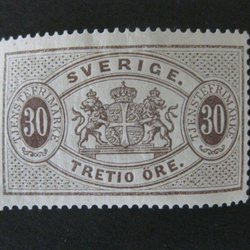 SVERIGE.
TJENSTEFRIMÄRKE
30
TJENSTEFRIMÄRKE
30
TRETIO ÖRE.